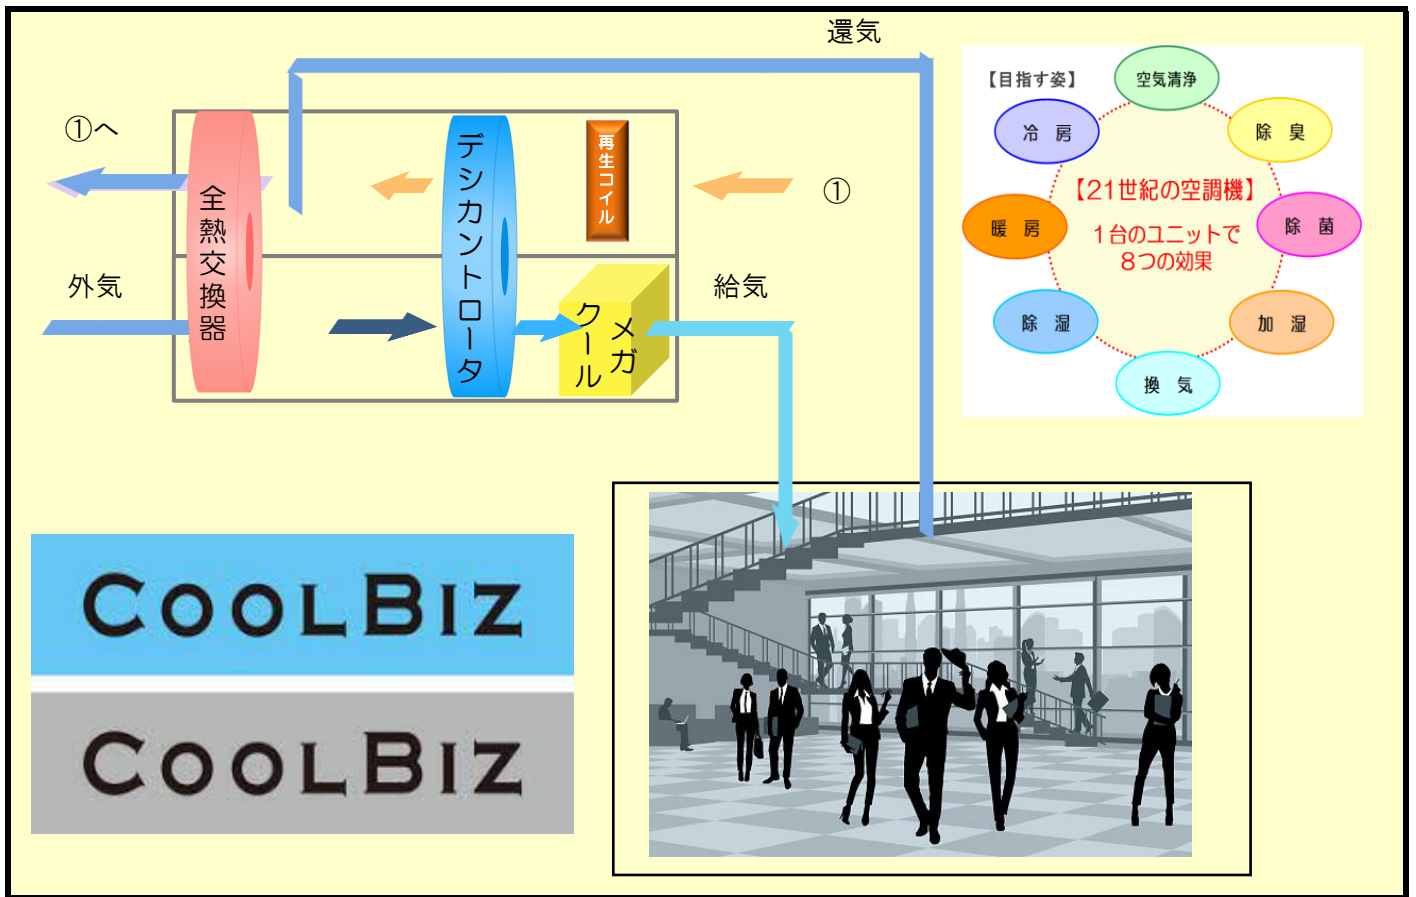 還気
①へ
全熱交換器
デシカントロータ
再生コイル
①
外気
メガ
クール
給気
【目指す姿】
空気清浄
冷 房
除 臭
【21世紀の空調機】
1台のユニットで
8つの効果
暖 房
除 菌
除 湿
加 湿
換 気
COOLBIZ
COOLBIZ